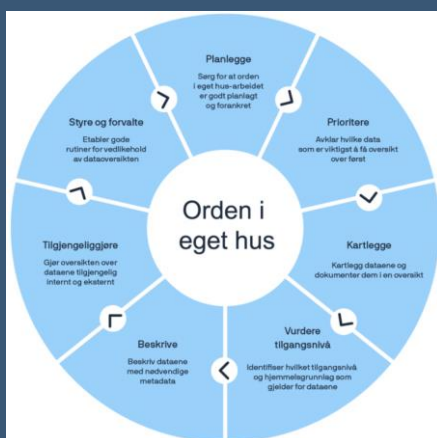 Planlegge
Sørg for at orden
i eget hus-arbeidet
er godt planlagt
og forankret
Prioritere
Avklar hvilke data
som er viktigst å få oversikt
over først
Kartlegge
Kartlegg dataene og
dokumenter dem i en oversikt
Vurdere
tilgangsnivå
Identifiser hvilket tilgangsnivå
og hjemmelsgrunnlag som
gjelder for dataene
Beskrive
Beskriv dataene
med nødvendige
metadata
Tilgjengeliggjøre
Gjør oversikten over
dataene tilgjengelig
internt og eksternt
Styre og forvalte
Etabler gode
rutiner for vedlikehold
av dataoversikten
Orden i
eget hus